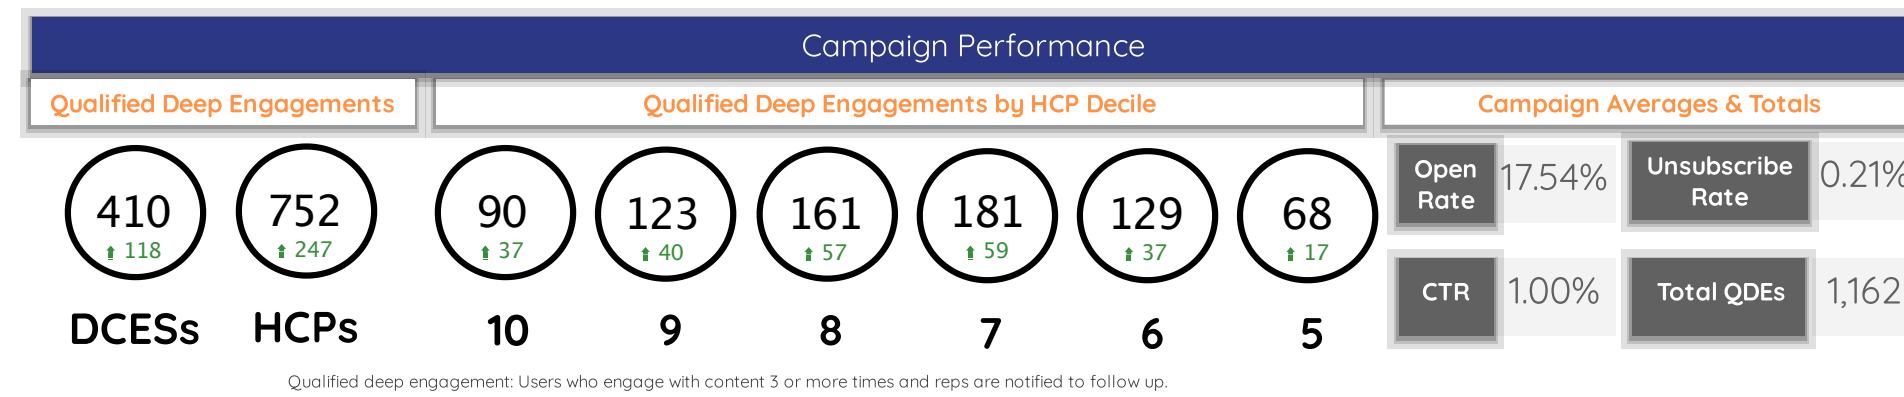 Campaign Performance
Qualified Deep Engagements
Qualified Deep Engagements by HCP Decile
Campaign Averages & Totals
410
118
DCESs
752
247
HCPs
90
37
10
123
40
9
161
57
8
181
59
7
129
37
6
68
17
5
Open
Rate
17.54%
Unsubscribe
Rate
0.21%
CTR
1.00%
Total QDEs
1,162
Qualified deep engagement: Users who engage with content 3 or more times and reps are notified to follow up.